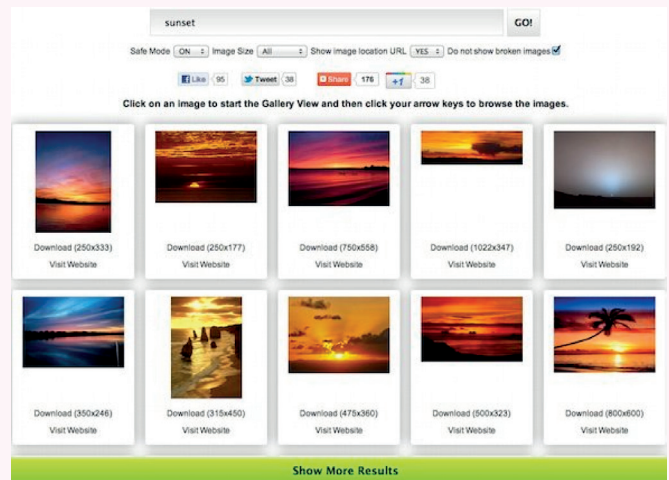 sunset GO!
Safe Mode ON Image Size All Show image location URL YES Do not show broken images
Like 95 Tweet 38 Share 176 +1 38
Click on an image to start the Gallery View and then click your arrow keys to browse the images.
Download (250x333) Download (250x177) Download (750x558) Download (1022x347) Download (250x192)
Visit Website Visit Website Visit Website Visit Website Visit Website
Download (350x246) Download (315x450) Download (475x360) Download (500x323) Download (800x600)
Visit Website Visit Website Visit Website Visit Website Visit Website
Show More Results